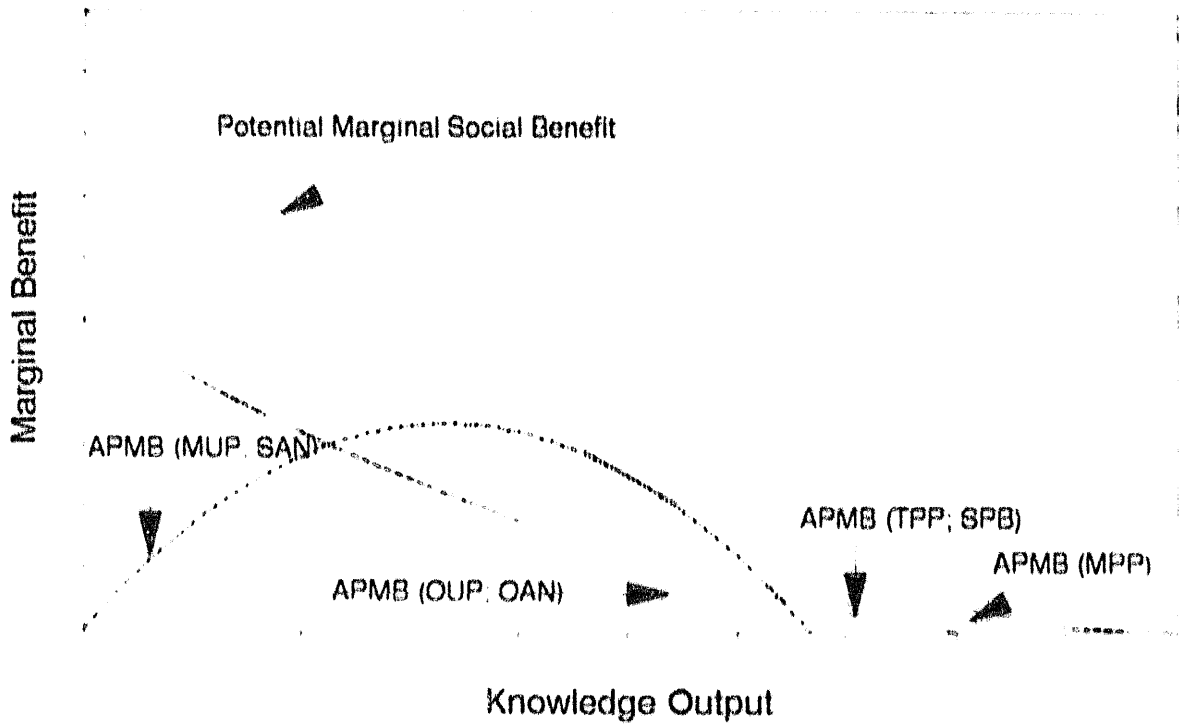 Potential Marginal Social Benefit
Marginal Benefit
APMB (MUP, SAN)
APMB (TPP; SPB)
APMB (MPP)
APMB (OUP; OAN)
Knowledge Output